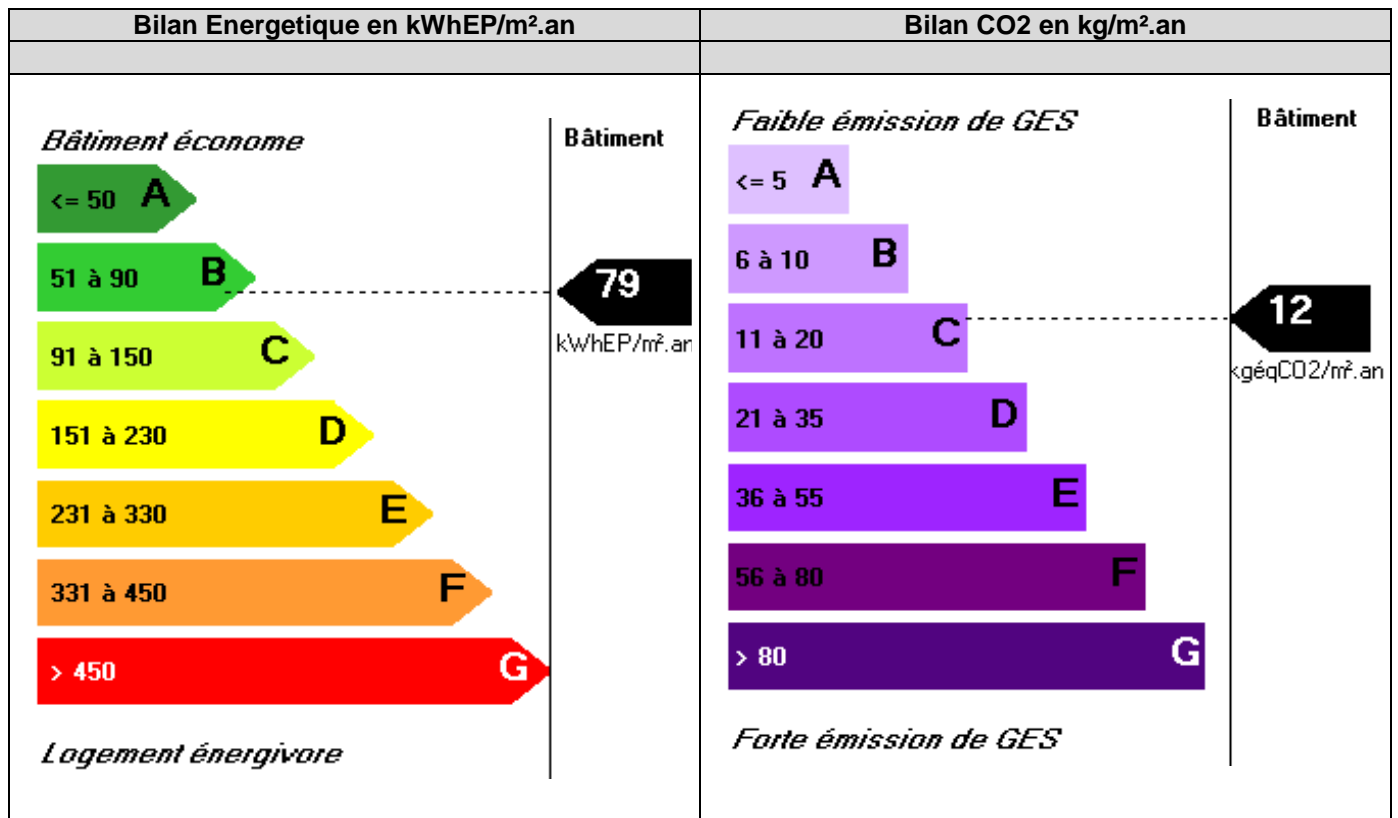 Bilan Energetique en kWhEP/m².an
Bilan CO2 en kg/m².an
Bâtiment économe
Bâtiment
<= 50 A
51 à 90 B
79
kWhEP/m².an
91 à 150 C
151 à 230 D
231 à 330 E
331 à 450 F
> 450 G
Logement énergivore
Faible émission de GES
Bâtiment
<= 5 A
6 à 10 B
11 à 20 C
12
kgéqCO2/m².an
21 à 35 D
36 à 55 E
56 à 80 F
> 80 G
Forte émission de GES